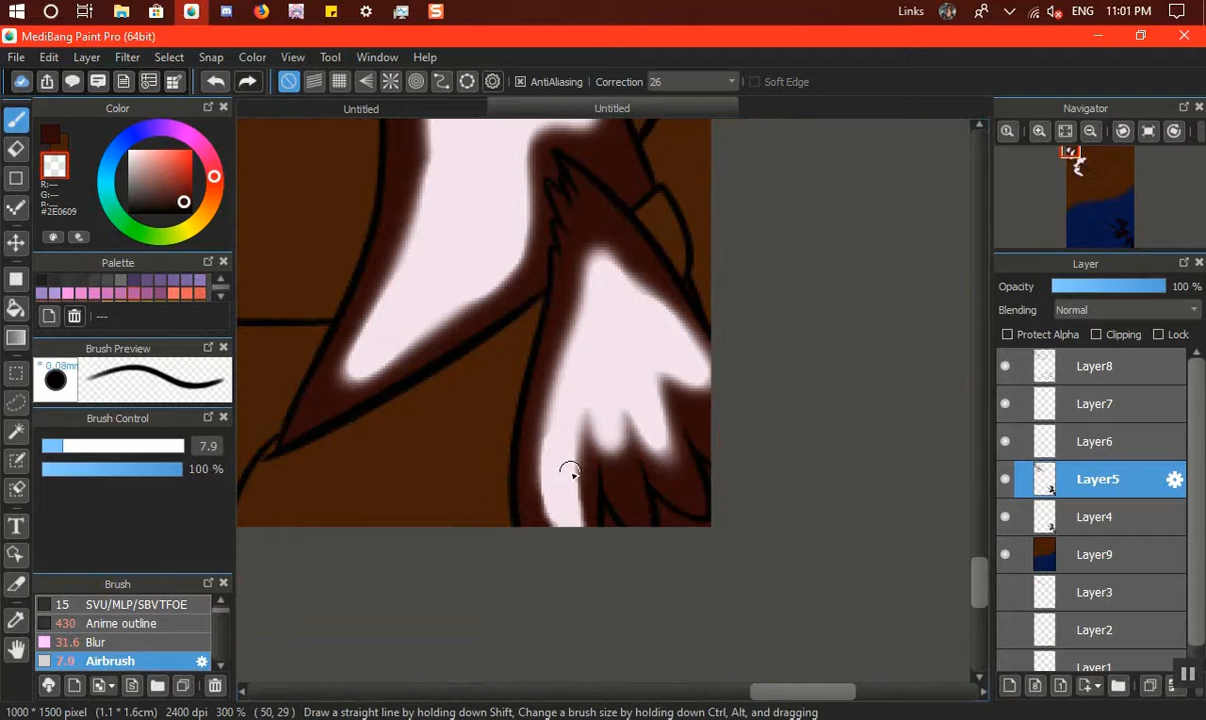 Links
ENG
11:01 PM
MediBang Paint Pro (64bit)
File Edit Layer Filter Select Snap Color View Tool Window Help
AntiAliasing
Correction
26
Soft Edge
Color
Untitled
Untitled
Navigator
R:---
G:---
B:---
#2E0609
Palette
---
Brush Preview
0.08mm
Brush Control
7.9
100 %
Brush
15 SVU/MLP/SBVTFOE
430 Anime outline
31.6 Blur
7.9 Airbrush
Layer
Opacity
100 %
Blending
Normal
Protect Alpha
Clipping
Lock
Layer8
Layer7
Layer6
Layer5
Layer4
Layer9
Layer3
Layer2
Layer1
1000 * 1500 pixel (1.1 * 1.6cm) 2400 dpi 300 % ( 50, 29 ) Draw a straight line by holding down Shift, Change a brush size by holding down Ctrl, Alt, and dragging